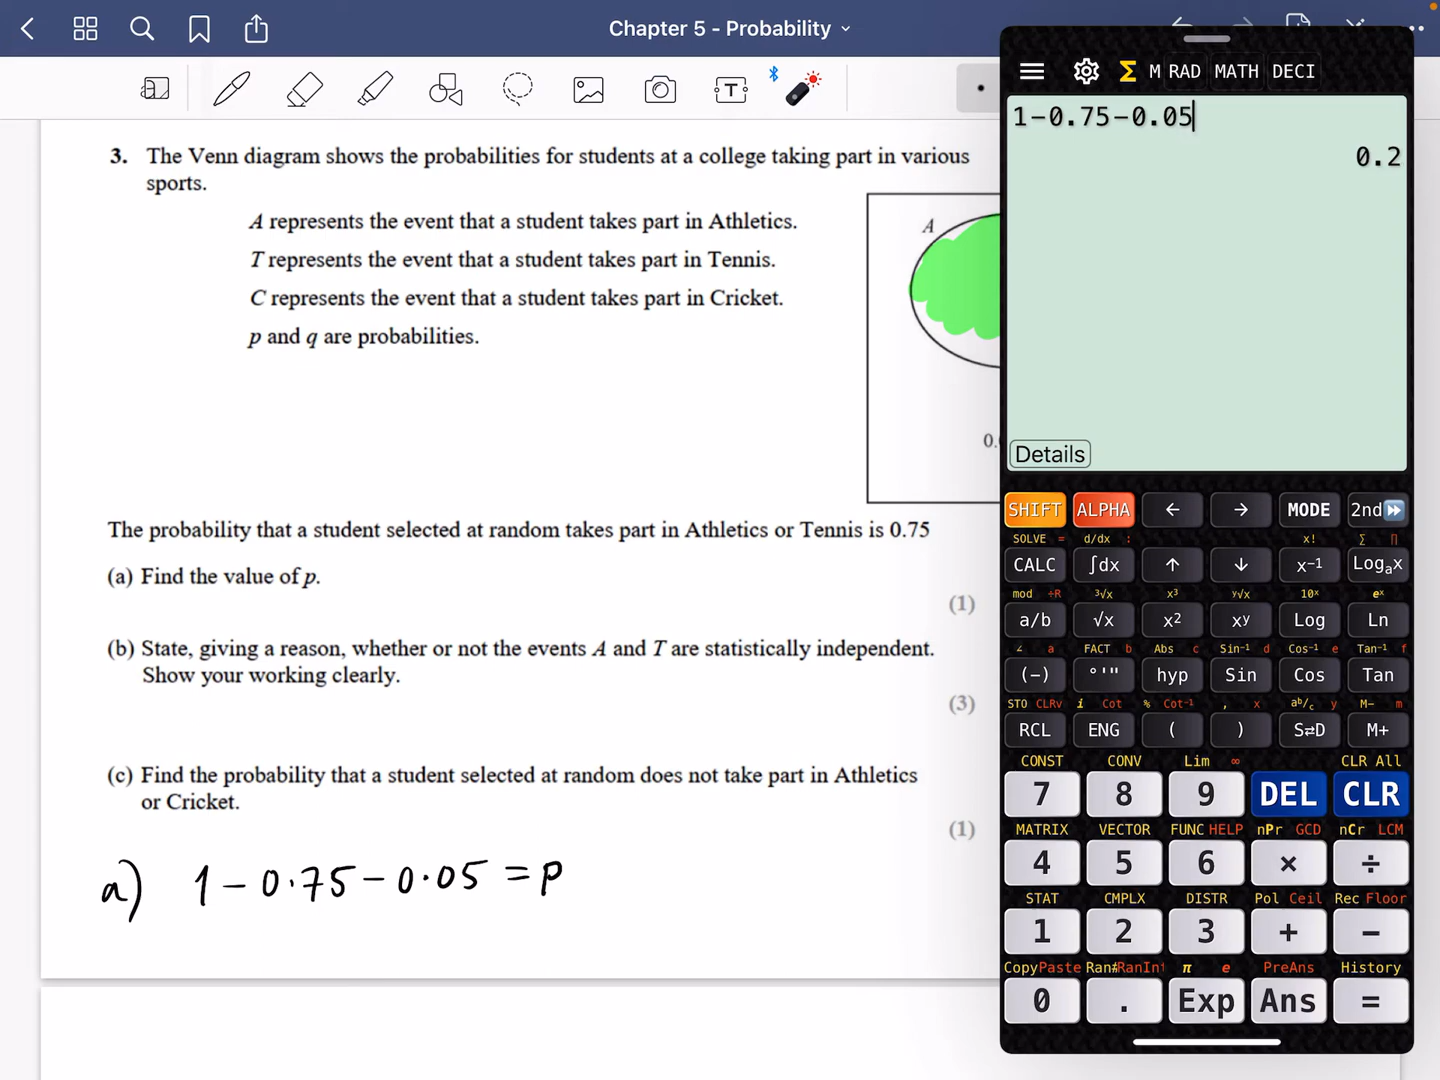 Chapter 5 - Probability
3. The Venn diagram shows the probabilities for students at a college taking part in various
sports.
A represents the event that a student takes part in Athletics.
T represents the event that a student takes part in Tennis.
C represents the event that a student takes part in Cricket.
p and q are probabilities.
A
0.
The probability that a student selected at random takes part in Athletics or Tennis is 0.75
(a) Find the value of p.
(1)
(b) State, giving a reason, whether or not the events A and T are statistically independent.
Show your working clearly.
(3)
(c) Find the probability that a student selected at random does not take part in Athletics
or Cricket.
(1)
a) 1 - 0.75 - 0.05 = p
Σ M RAD MATH DECI
1-0.75-0.05
0.2
Details
SHIFT ALPHA ← → MODE 2nd
SOLVE = d/dx : x! ∑ ∏
CALC ∫dx ↑ ↓ x⁻¹ Logₐx
mod ÷R ³√x x³ ʸ√x 10ˣ eˣ
a/b √x x² xʸ Log Ln
∠ a FACT b Abs c Sin⁻¹ d Cos⁻¹ e Tan⁻¹ f
(−) °'" hyp Sin Cos Tan
STO CLRv i Cot % Cot⁻¹ , x aᵇ/c y M− m
RCL ENG ( ) S⇄D M+
CONST CONV Lim ∞ CLR All
7 8 9 DEL CLR
MATRIX VECTOR FUNC HELP nPr GCD nCr LCM
4 5 6 × ÷
STAT CMPLX DISTR Pol Ceil Rec Floor
1 2 3 + −
Copy Paste Ran# RanInt π e PreAns History
0 . Exp Ans =